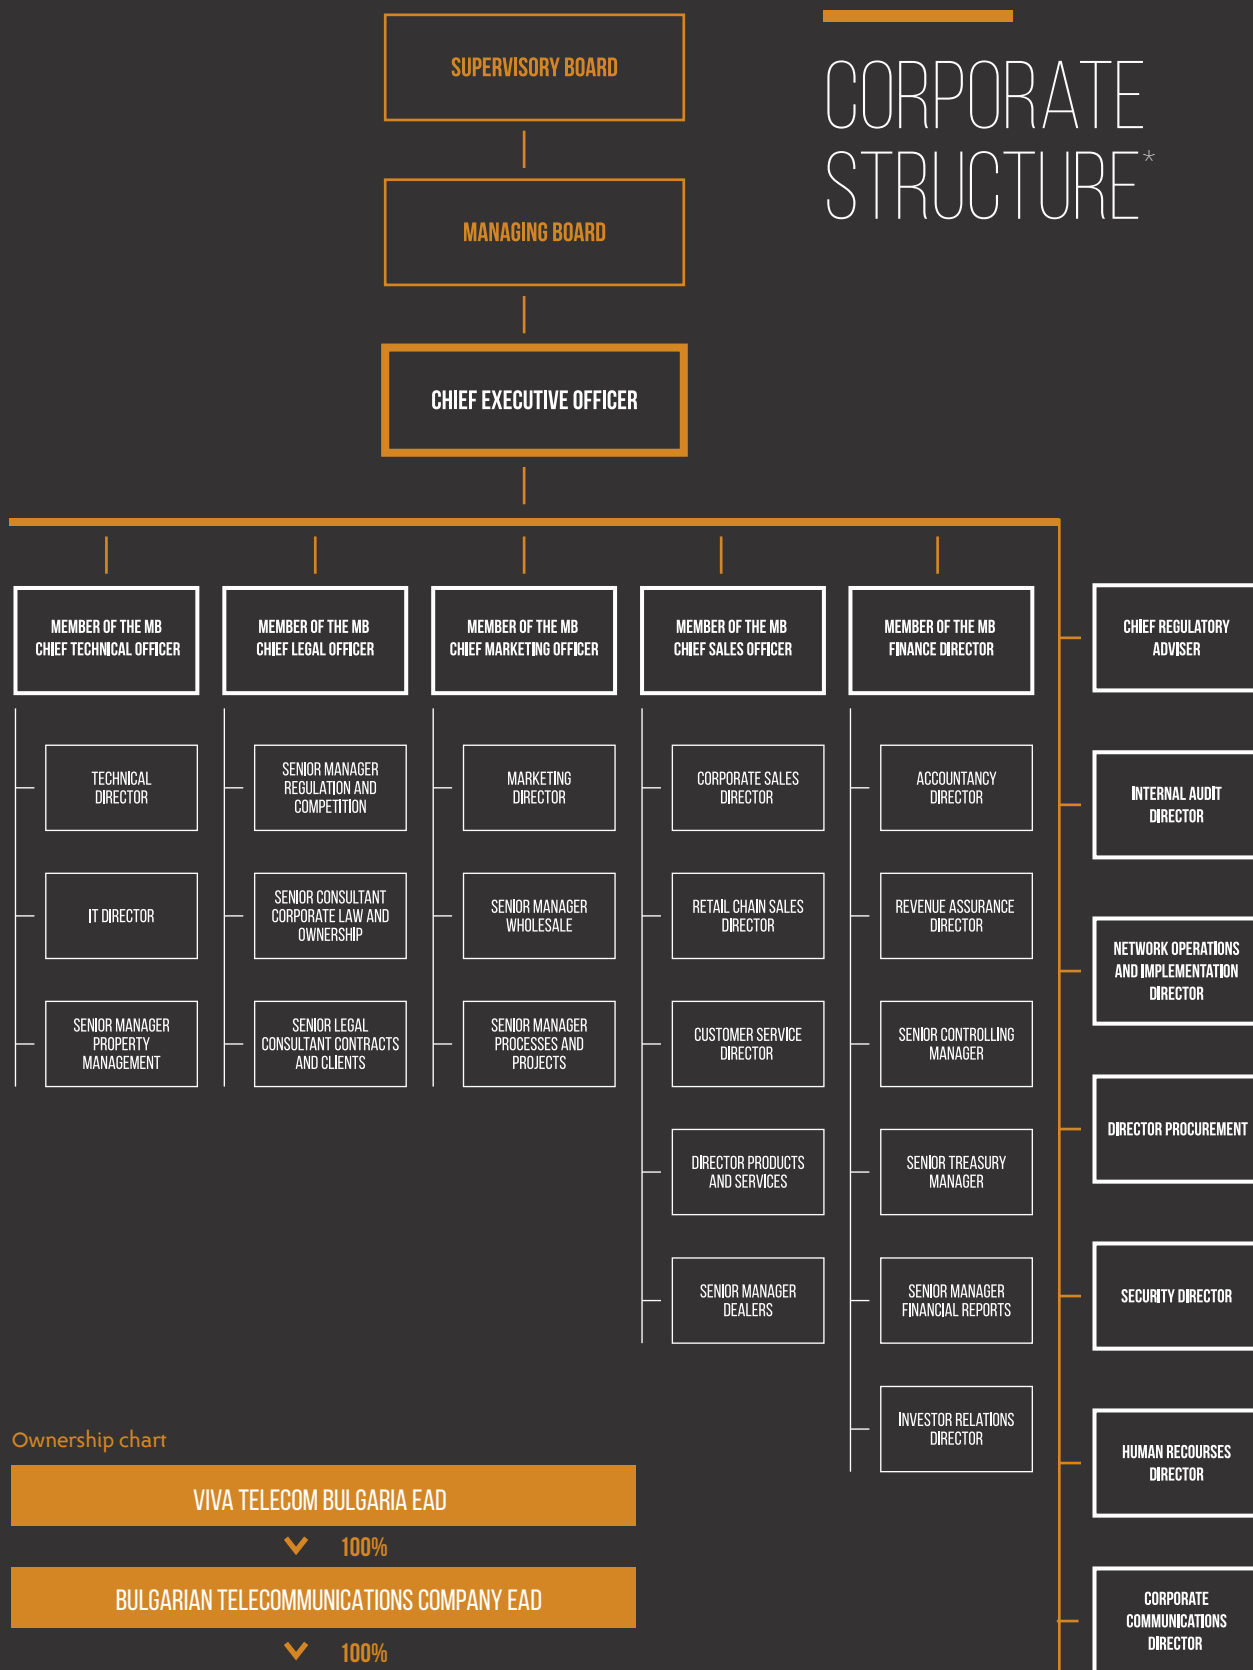 CORPORATE
STRUCTURE*
SUPERVISORY BOARD
MANAGING BOARD
CHIEF EXECUTIVE OFFICER
MEMBER OF THE MB
CHIEF TECHNICAL OFFICER
TECHNICAL
DIRECTOR
IT DIRECTOR
SENIOR MANAGER
PROPERTY
MANAGEMENT
MEMBER OF THE MB
CHIEF LEGAL OFFICER
SENIOR MANAGER
REGULATION AND
COMPETITION
SENIOR CONSULTANT
CORPORATE LAW AND
OWNERSHIP
SENIOR LEGAL
CONSULTANT CONTRACTS
AND CLIENTS
MEMBER OF THE MB
CHIEF MARKETING OFFICER
MARKETING
DIRECTOR
SENIOR MANAGER
WHOLESALE
SENIOR MANAGER
PROCESSES AND
PROJECTS
MEMBER OF THE MB
CHIEF SALES OFFICER
CORPORATE SALES
DIRECTOR
RETAIL CHAIN SALES
DIRECTOR
CUSTOMER SERVICE
DIRECTOR
DIRECTOR PRODUCTS
AND SERVICES
SENIOR MANAGER
DEALERS
MEMBER OF THE MB
FINANCE DIRECTOR
ACCOUNTANCY
DIRECTOR
REVENUE ASSURANCE
DIRECTOR
SENIOR CONTROLLING
MANAGER
SENIOR TREASURY
MANAGER
SENIOR MANAGER
FINANCIAL REPORTS
INVESTOR RELATIONS
DIRECTOR
CHIEF REGULATORY
ADVISER
INTERNAL AUDIT
DIRECTOR
NETWORK OPERATIONS
AND IMPLEMENTATION
DIRECTOR
DIRECTOR PROCUREMENT
SECURITY DIRECTOR
HUMAN RECOURSES
DIRECTOR
CORPORATE
COMMUNICATIONS
DIRECTOR
Ownership chart
VIVA TELECOM BULGARIA EAD
100%
BULGARIAN TELECOMMUNICATIONS COMPANY EAD
100%